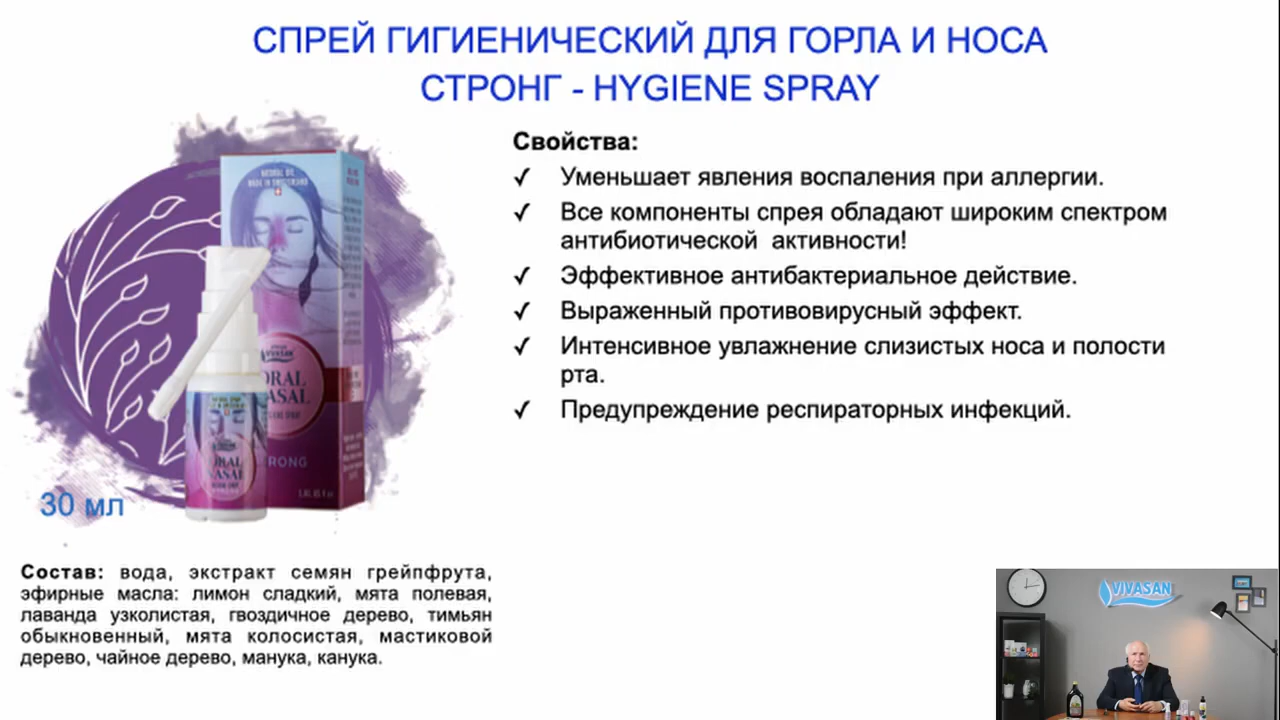 СПРЕЙ ГИГИЕНИЧЕСКИЙ ДЛЯ ГОРЛА И НОСА
СТРОНГ - HYGIENE SPRAY
Свойства:
✓ Уменьшает явления воспаления при аллергии.
✓ Все компоненты спрея обладают широким спектром
антибиотической активности!
✓ Эффективное антибактериальное действие.
✓ Выраженный противовирусный эффект.
✓ Интенсивное увлажнение слизистых носа и полости
рта.
✓ Предупреждение респираторных инфекций.
VIVASAN
ORAL
RONG
30 мл
Состав: вода, экстракт семян грейпфрута,
эфирные масла: лимон сладкий, мята полевая,
лаванда узколистая, гвоздичное дерево, тимьян
обыкновенный, мята колосистая, мастиковой
дерево, чайное дерево, манука, канука.
VIVASAN